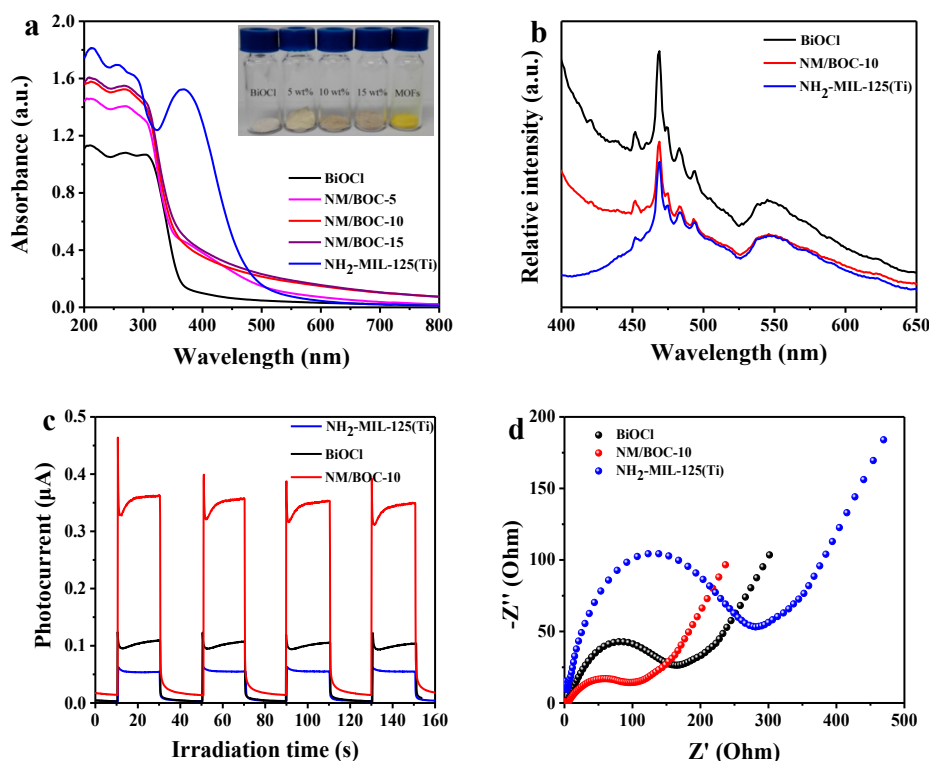 a
Absorbance (a.u.)
2.0
1.6
1.2
0.8
0.4
0.0
BiOCl 5 wt% 10 wt% 15 wt% MOFs
BiOCl
NM/BOC-5
NM/BOC-10
NM/BOC-15
NH₂-MIL-125(Ti)
200 300 400 500 600 700 800
Wavelength (nm)
b
Relative intensity (a.u.)
BiOCl
NM/BOC-10
NH₂-MIL-125(Ti)
400 450 500 550 600 650
Wavelength (nm)
c
Photocurrent (μA)
0.5
0.4
0.3
0.2
0.1
0.0
NH₂-MIL-125(Ti)
BiOCl
NM/BOC-10
0 20 40 60 80 100 120 140 160
Irradiation time (s)
d
-Z'' (Ohm)
200
150
100
50
0
BiOCl
NM/BOC-10
NH₂-MIL-125(Ti)
0 100 200 300 400 500
Z' (Ohm)